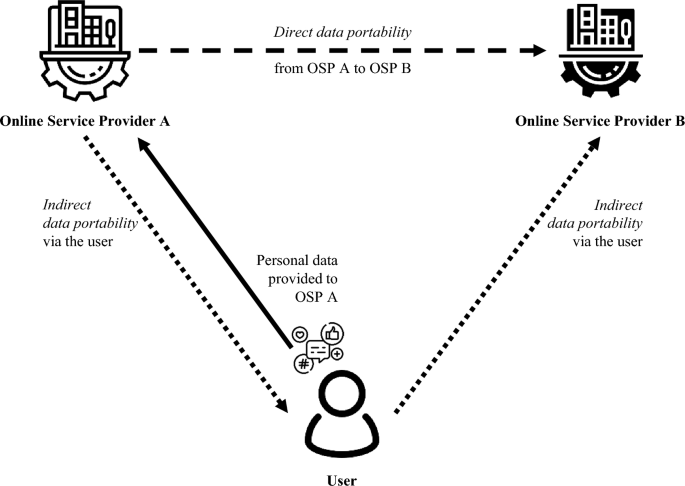 Direct data portability
from OSP A to OSP B
Online Service Provider A
Online Service Provider B
Indirect
data portability
via the user
Indirect
data portability
via the user
Personal data
provided to
OSP A
#
+
User